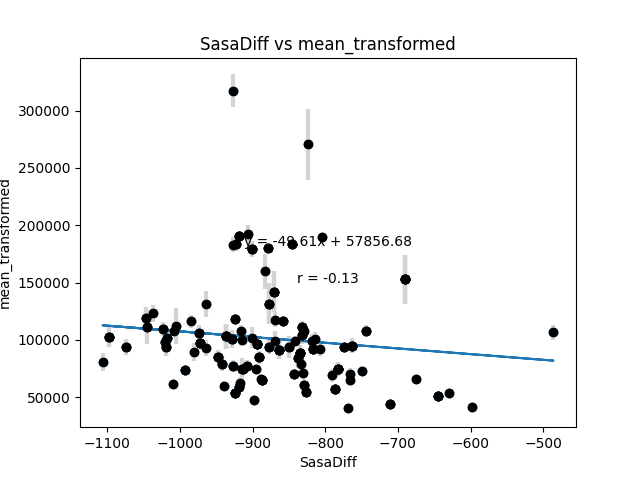 SasaDiff vs mean_transformed
300000
250000
200000
150000
100000
50000
mean_transformed
y = -49.61X + 57856.68
r = -0.13
−1100 −1000 −900 −800 −700 −600 −500
SasaDiff